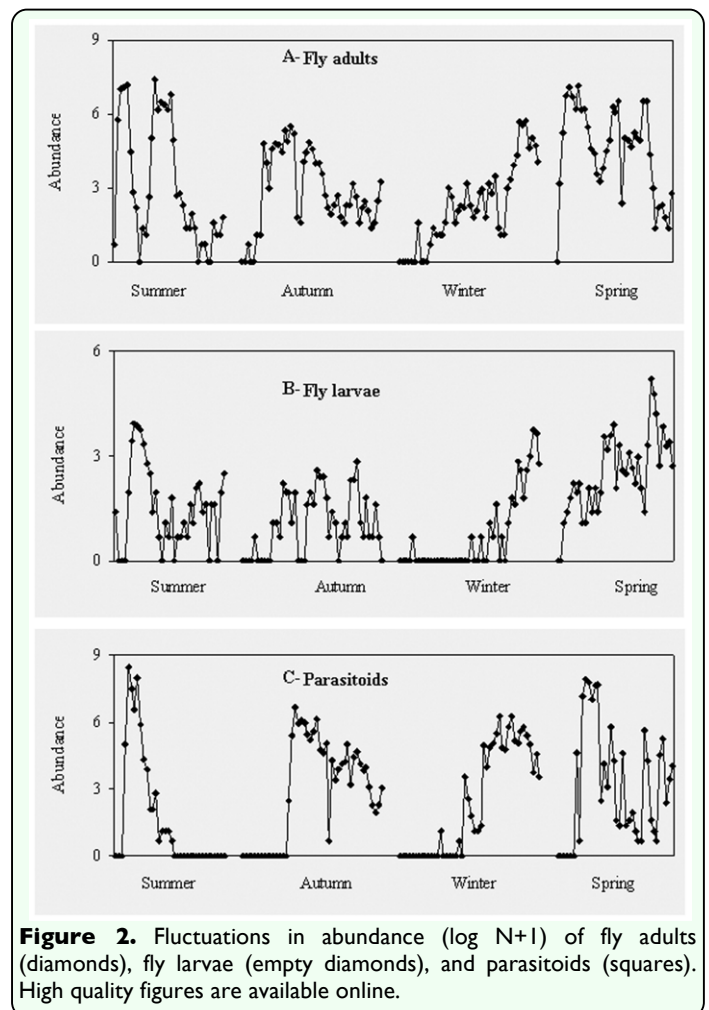 A- Fly adults
9
6
3
0
Abundance
Summer Autumn Winter Spring
B- Fly larvae
6
3
0
Abundance
Summer Autumn Winter Spring
C- Parasitoids
9
6
3
0
Abundance
Summer Autumn Winter Spring
Figure 2. Fluctuations in abundance (log N+1) of fly adults
(diamonds), fly larvae (empty diamonds), and parasitoids (squares).
High quality figures are available online.